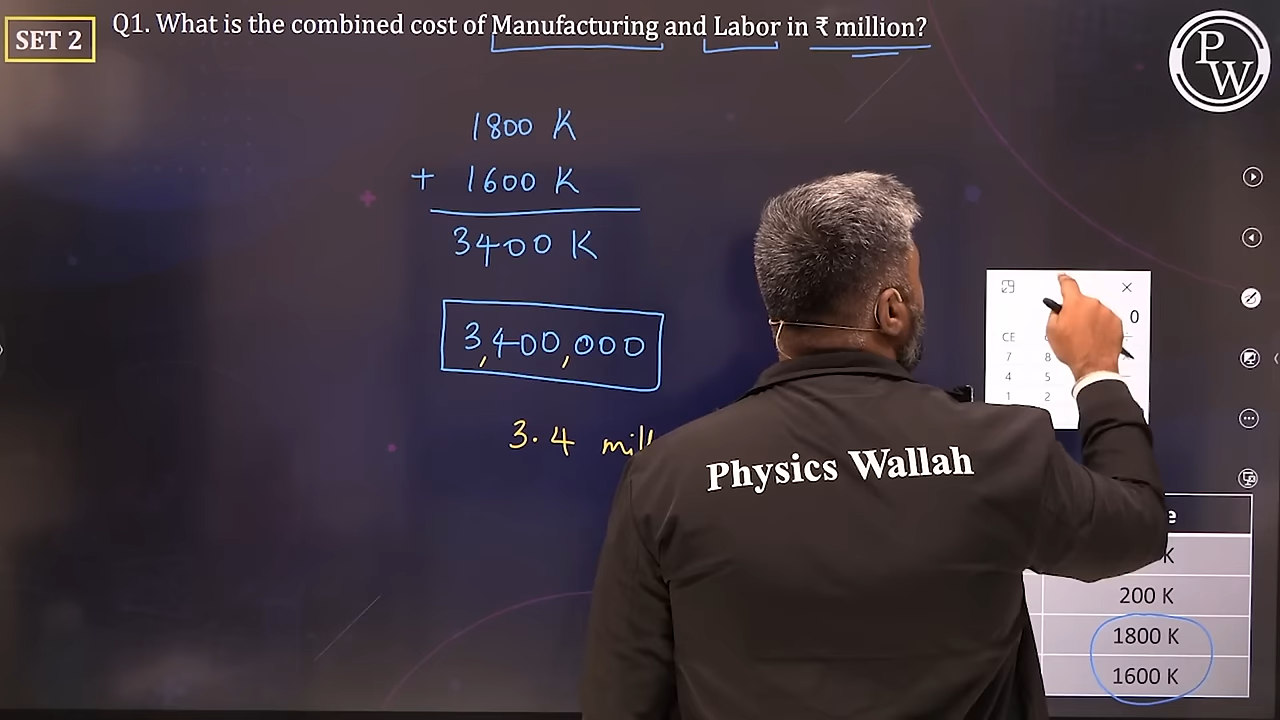 SET 2
Q1. What is the combined cost of Manufacturing and Labor in ₹ million?
PW
1800 K
+ 1600 K
3400 K
3,400,000
3.4
0
CE
7 8
4 5
1 2
Physics Wallah
200 K
1800 K
1600 K